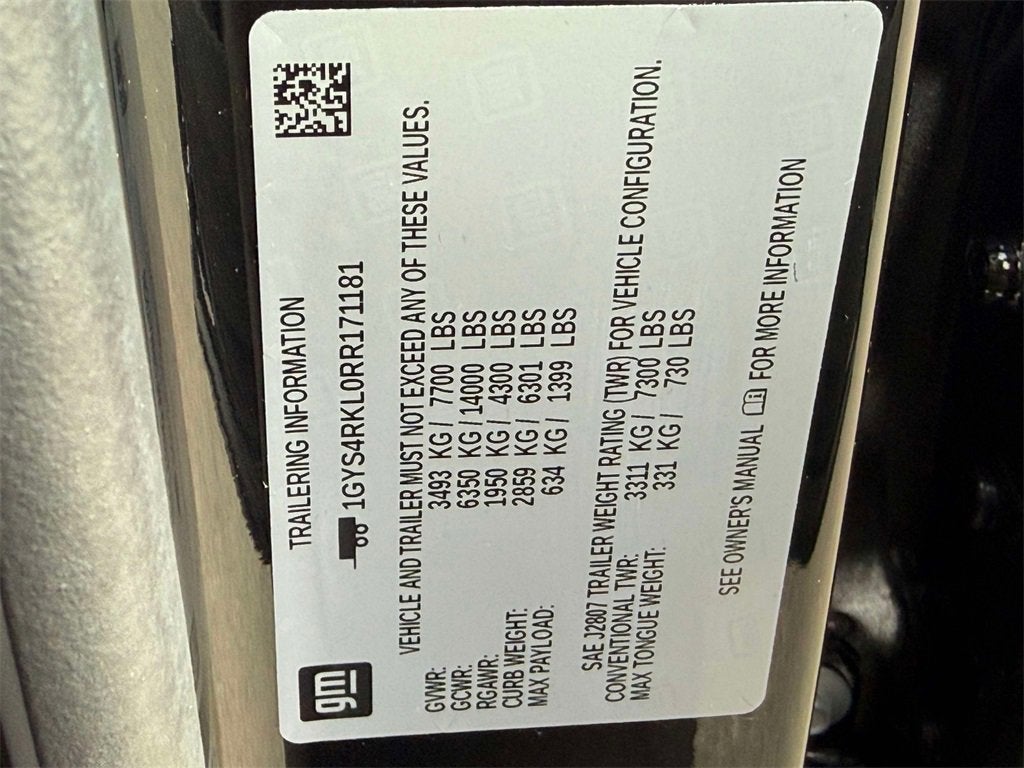 gm
TRAILERING INFORMATION
1GYS4RKL0RR171181
VEHICLE AND TRAILER MUST NOT EXCEED ANY OF THESE VALUES.
GVWR: 3493 KG / 7700 LBS
GCWR: 6350 KG / 14000 LBS
RGAWR: 1950 KG / 4300 LBS
CURB WEIGHT: 2859 KG / 6301 LBS
MAX PAYLOAD: 634 KG / 1399 LBS
SAE J2807 TRAILER WEIGHT RATING (TWR) FOR VEHICLE CONFIGURATION.
CONVENTIONAL TWR: 3311 KG / 7300 LBS
MAX TONGUE WEIGHT: 331 KG / 730 LBS
SEE OWNER'S MANUAL FOR MORE INFORMATION